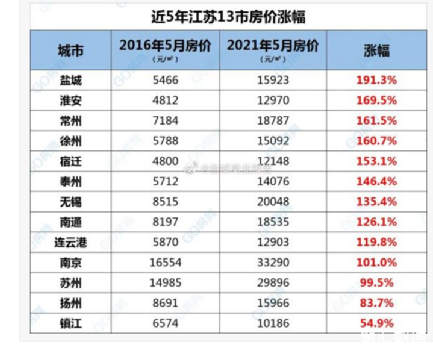 近5年江苏13市房价涨幅
城市 2016年5月房价 2021年5月房价 涨幅
(元/㎡) (元/㎡)
盐城 5466 15923 191.3%
淮安 4812 12970 169.5%
常州 7184 18787 161.5%
徐州 5788 15092 160.7%
宿迁 4800 12148 153.1%
泰州 5712 14076 146.4%
无锡 8515 20048 135.4%
南通 8197 18535 126.1%
连云港 5870 12903 119.8%
南京 16554 33290 101.0%
苏州 14985 29896 99.5%
扬州 8691 15966 83.7%
镇江 6574 10186 54.9%